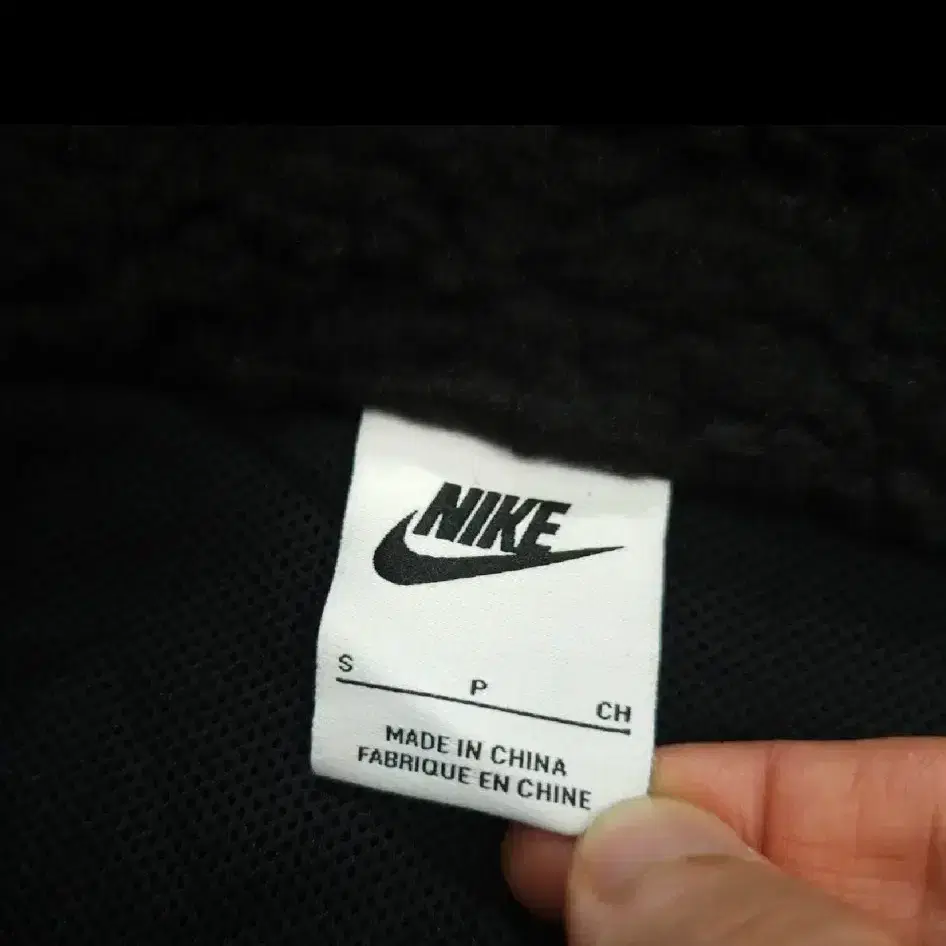 NIKE
S P CH
MADE IN CHINA
FABRIQUE EN CHINE